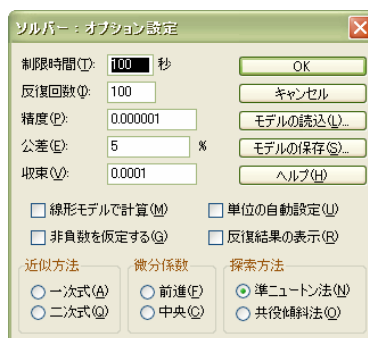 ソルバー：オプション設定
制限時間(T): 100 秒
反復回数(I): 100
精度(P): 0.000001
公差(E): 5 %
収束(V): 0.0001
OK
キャンセル
モデルの読込(L)...
モデルの保存(S)...
ヘルプ(H)
線形モデルで計算(M) 単位の自動設定(U)
非負数を仮定する(G) 反復結果の表示(R)
近似方法 微分係数 探索方法
一次式(A) 前進(F) 準ニュートン法(N)
二次式(Q) 中央(C) 共役傾斜法(O)